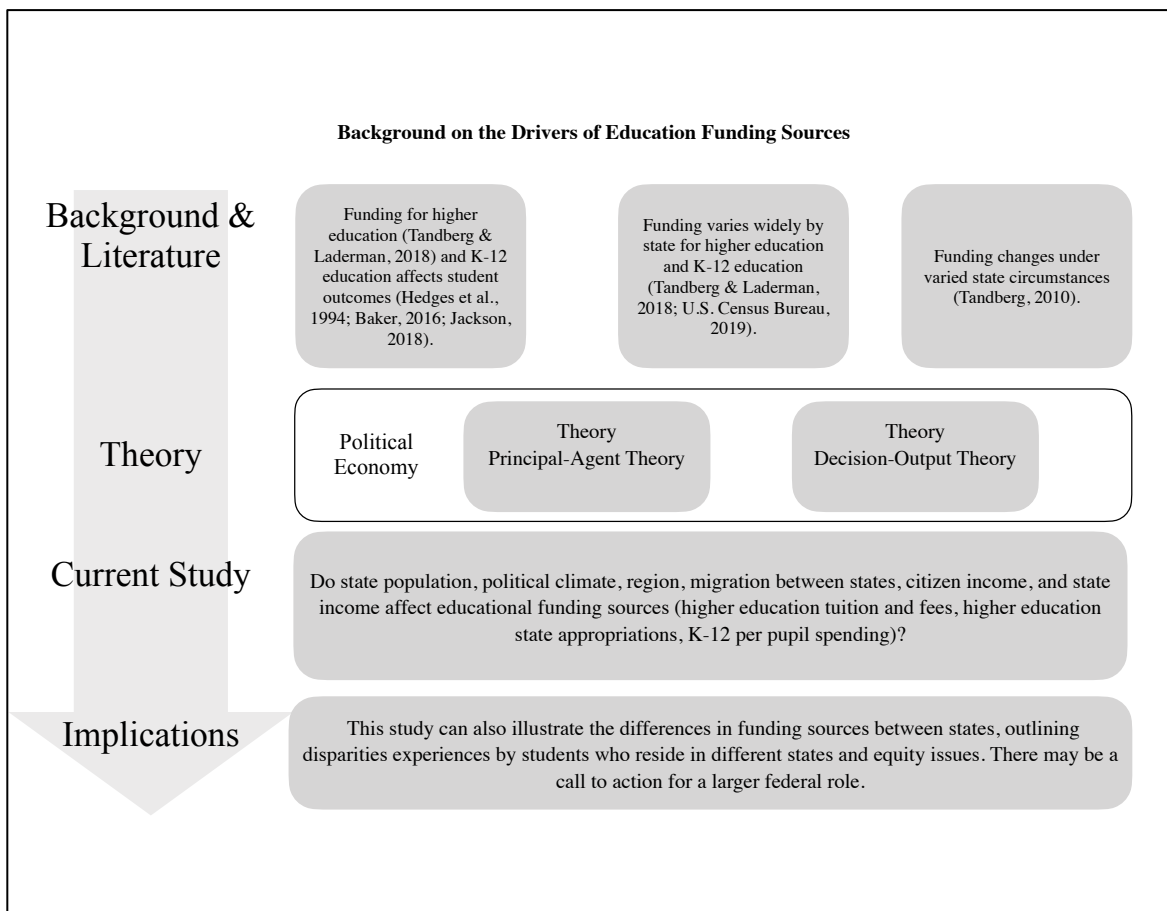 Background on the Drivers of Education Funding Sources
Background &
Literature
Funding for higher
education (Tandberg &
Laderman, 2018) and K-12
education affects student
outcomes (Hedges et al.,
1994; Baker, 2016; Jackson,
2018).
Funding varies widely by
state for higher education
and K-12 education
(Tandberg & Laderman,
2018; U.S. Census Bureau,
2019).
Funding changes under
varied state circumstances
(Tandberg, 2010).
Theory
Political
Economy
Theory
Principal-Agent Theory
Theory
Decision-Output Theory
Current Study
Do state population, political climate, region, migration between states, citizen income, and state
income affect educational funding sources (higher education tuition and fees, higher education
state appropriations, K-12 per pupil spending)?
Implications
This study can also illustrate the differences in funding sources between states, outlining
disparities experiences by students who reside in different states and equity issues. There may be a
call to action for a larger federal role.